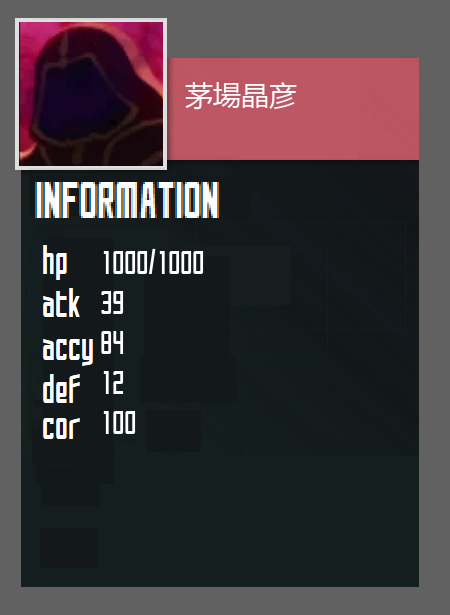 茅場晶彦
INFORMATION
hp 1000/1000
atk 39
accy 84
def 12
cor 100